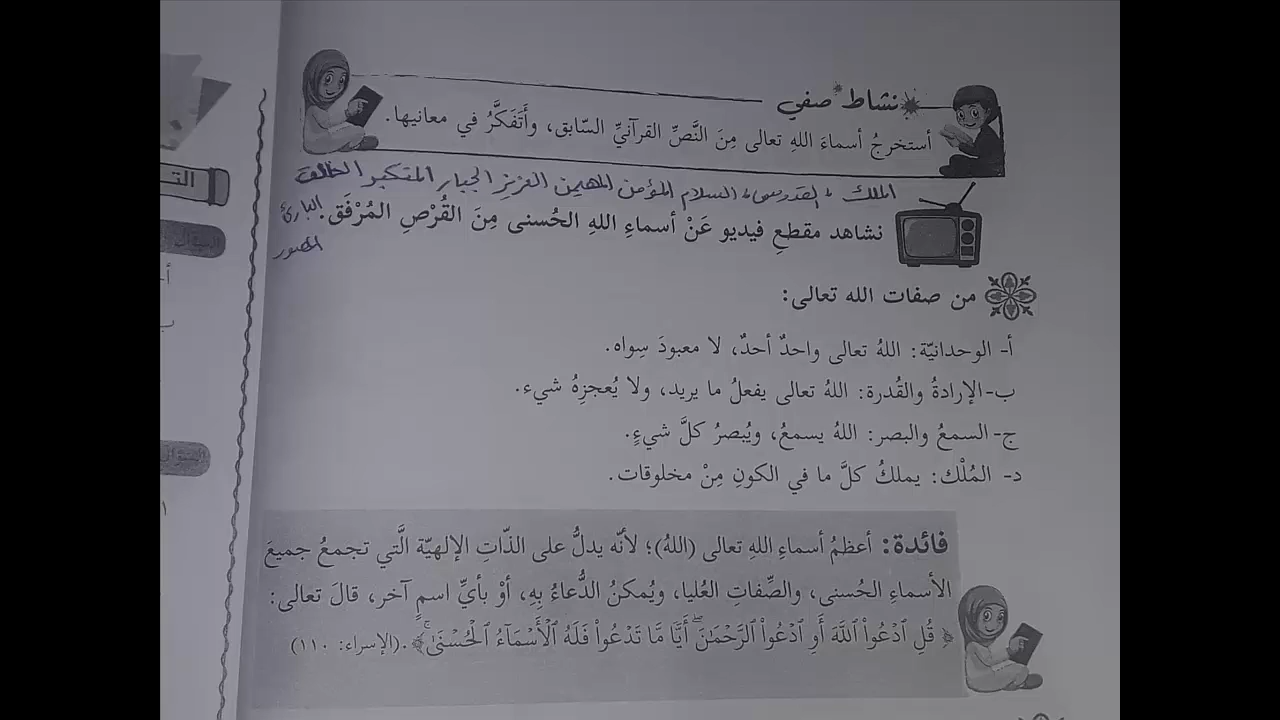 نشاط صفي
أستخرجُ أسماءَ اللهِ تعالى مِنَ النَّصِّ القرآنيِّ السّابق، وأَتَفَكَّرُ في معانيها.
الملك، القدوس، السلام المؤمن المهيمن العزيز الجبار المتكبر الخالق
البارئ
المصور
نشاهد مقطعِ فيديو عَنْ أسماءِ اللهِ الحُسنى مِنَ القُرْصِ المُرْفَق.
من صفات الله تعالى:
أ- الوحدانيّة: اللهُ تعالى واحدٌ أحدٌ، لا معبودَ سِواه.
ب-الإرادةُ والقُدرة: اللهُ تعالى يفعلُ ما يريد، ولا يُعجزِهُ شيء.
ج- السمعُ والبصر: اللهُ يسمعُ، ويُبصرُ كلَّ شيءٍ.
د- المُلْك: يملكُ كلَّ ما في الكونِ مِنْ مخلوقات.
فائدة: أعظمُ أسماءِ اللهِ تعالى (اللهُ)؛ لأنّه يدلُّ على الذّاتِ الإلهيّة الَّتي تجمعُ جميعَ
الأسماءِ الحُسنى، والصِّفاتِ العُليا، ويُمكنُ الدُّعاءُ بِهِ، أوْ بأيِّ اسمٍ آخر، قالَ تعالى:
﴿ قُلِ ٱدْعُواْ ٱللَّهَ أَوِ ٱدْعُواْ ٱلرَّحْمَٰنَۖ أَيّٗا مَّا تَدْعُواْ فَلَهُ ٱلْأَسْمَآءُ ٱلْحُسْنَىٰۚ ﴾. (الإسراء: ١١٠)
الت